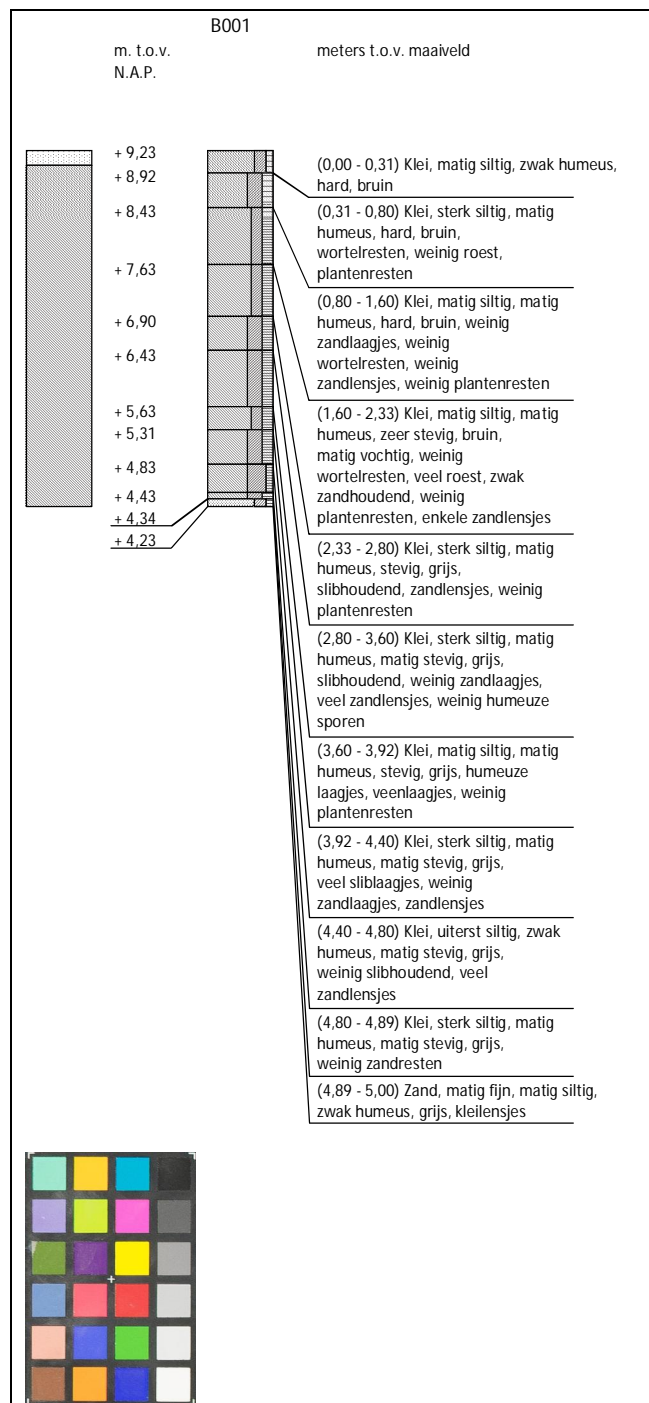 B001
m. t.o.v.
N.A.P.
meters t.o.v. maaiveld
+ 9,23
+ 8,92
+ 8,43
+ 7,63
+ 6,90
+ 6,43
+ 5,63
+ 5,31
+ 4,83
+ 4,43
+ 4,34
+ 4,23
(0,00 - 0,31) Klei, matig siltig, zwak humeus,
hard, bruin
(0,31 - 0,80) Klei, sterk siltig, matig
humeus, hard, bruin,
wortelresten, weinig roest,
plantenresten
(0,80 - 1,60) Klei, matig siltig, matig
humeus, hard, bruin, weinig
zandlaagjes, weinig
wortelresten, weinig
zandlensjes, weinig plantenresten
(1,60 - 2,33) Klei, matig siltig, matig
humeus, zeer stevig, bruin,
matig vochtig, weinig
wortelresten, veel roest, zwak
zandhoudend, weinig
plantenresten, enkele zandlensjes
(2,33 - 2,80) Klei, sterk siltig, matig
humeus, stevig, grijs,
slibhoudend, zandlensjes, weinig
plantenresten
(2,80 - 3,60) Klei, sterk siltig, matig
humeus, matig stevig, grijs,
slibhoudend, weinig zandlaagjes,
veel zandlensjes, weinig humeuze
sporen
(3,60 - 3,92) Klei, matig siltig, matig
humeus, stevig, grijs, humeuze
laagjes, veenlaagjes, weinig
plantenresten
(3,92 - 4,40) Klei, sterk siltig, matig
humeus, matig stevig, grijs,
veel sliblaagjes, weinig
zandlaagjes, zandlensjes
(4,40 - 4,80) Klei, uiterst siltig, zwak
humeus, matig stevig, grijs,
weinig slibhoudend, veel
zandlensjes
(4,80 - 4,89) Klei, sterk siltig, matig
humeus, matig stevig, grijs,
weinig zandresten
(4,89 - 5,00) Zand, matig fijn, matig siltig,
zwak humeus, grijs, kleilensjes